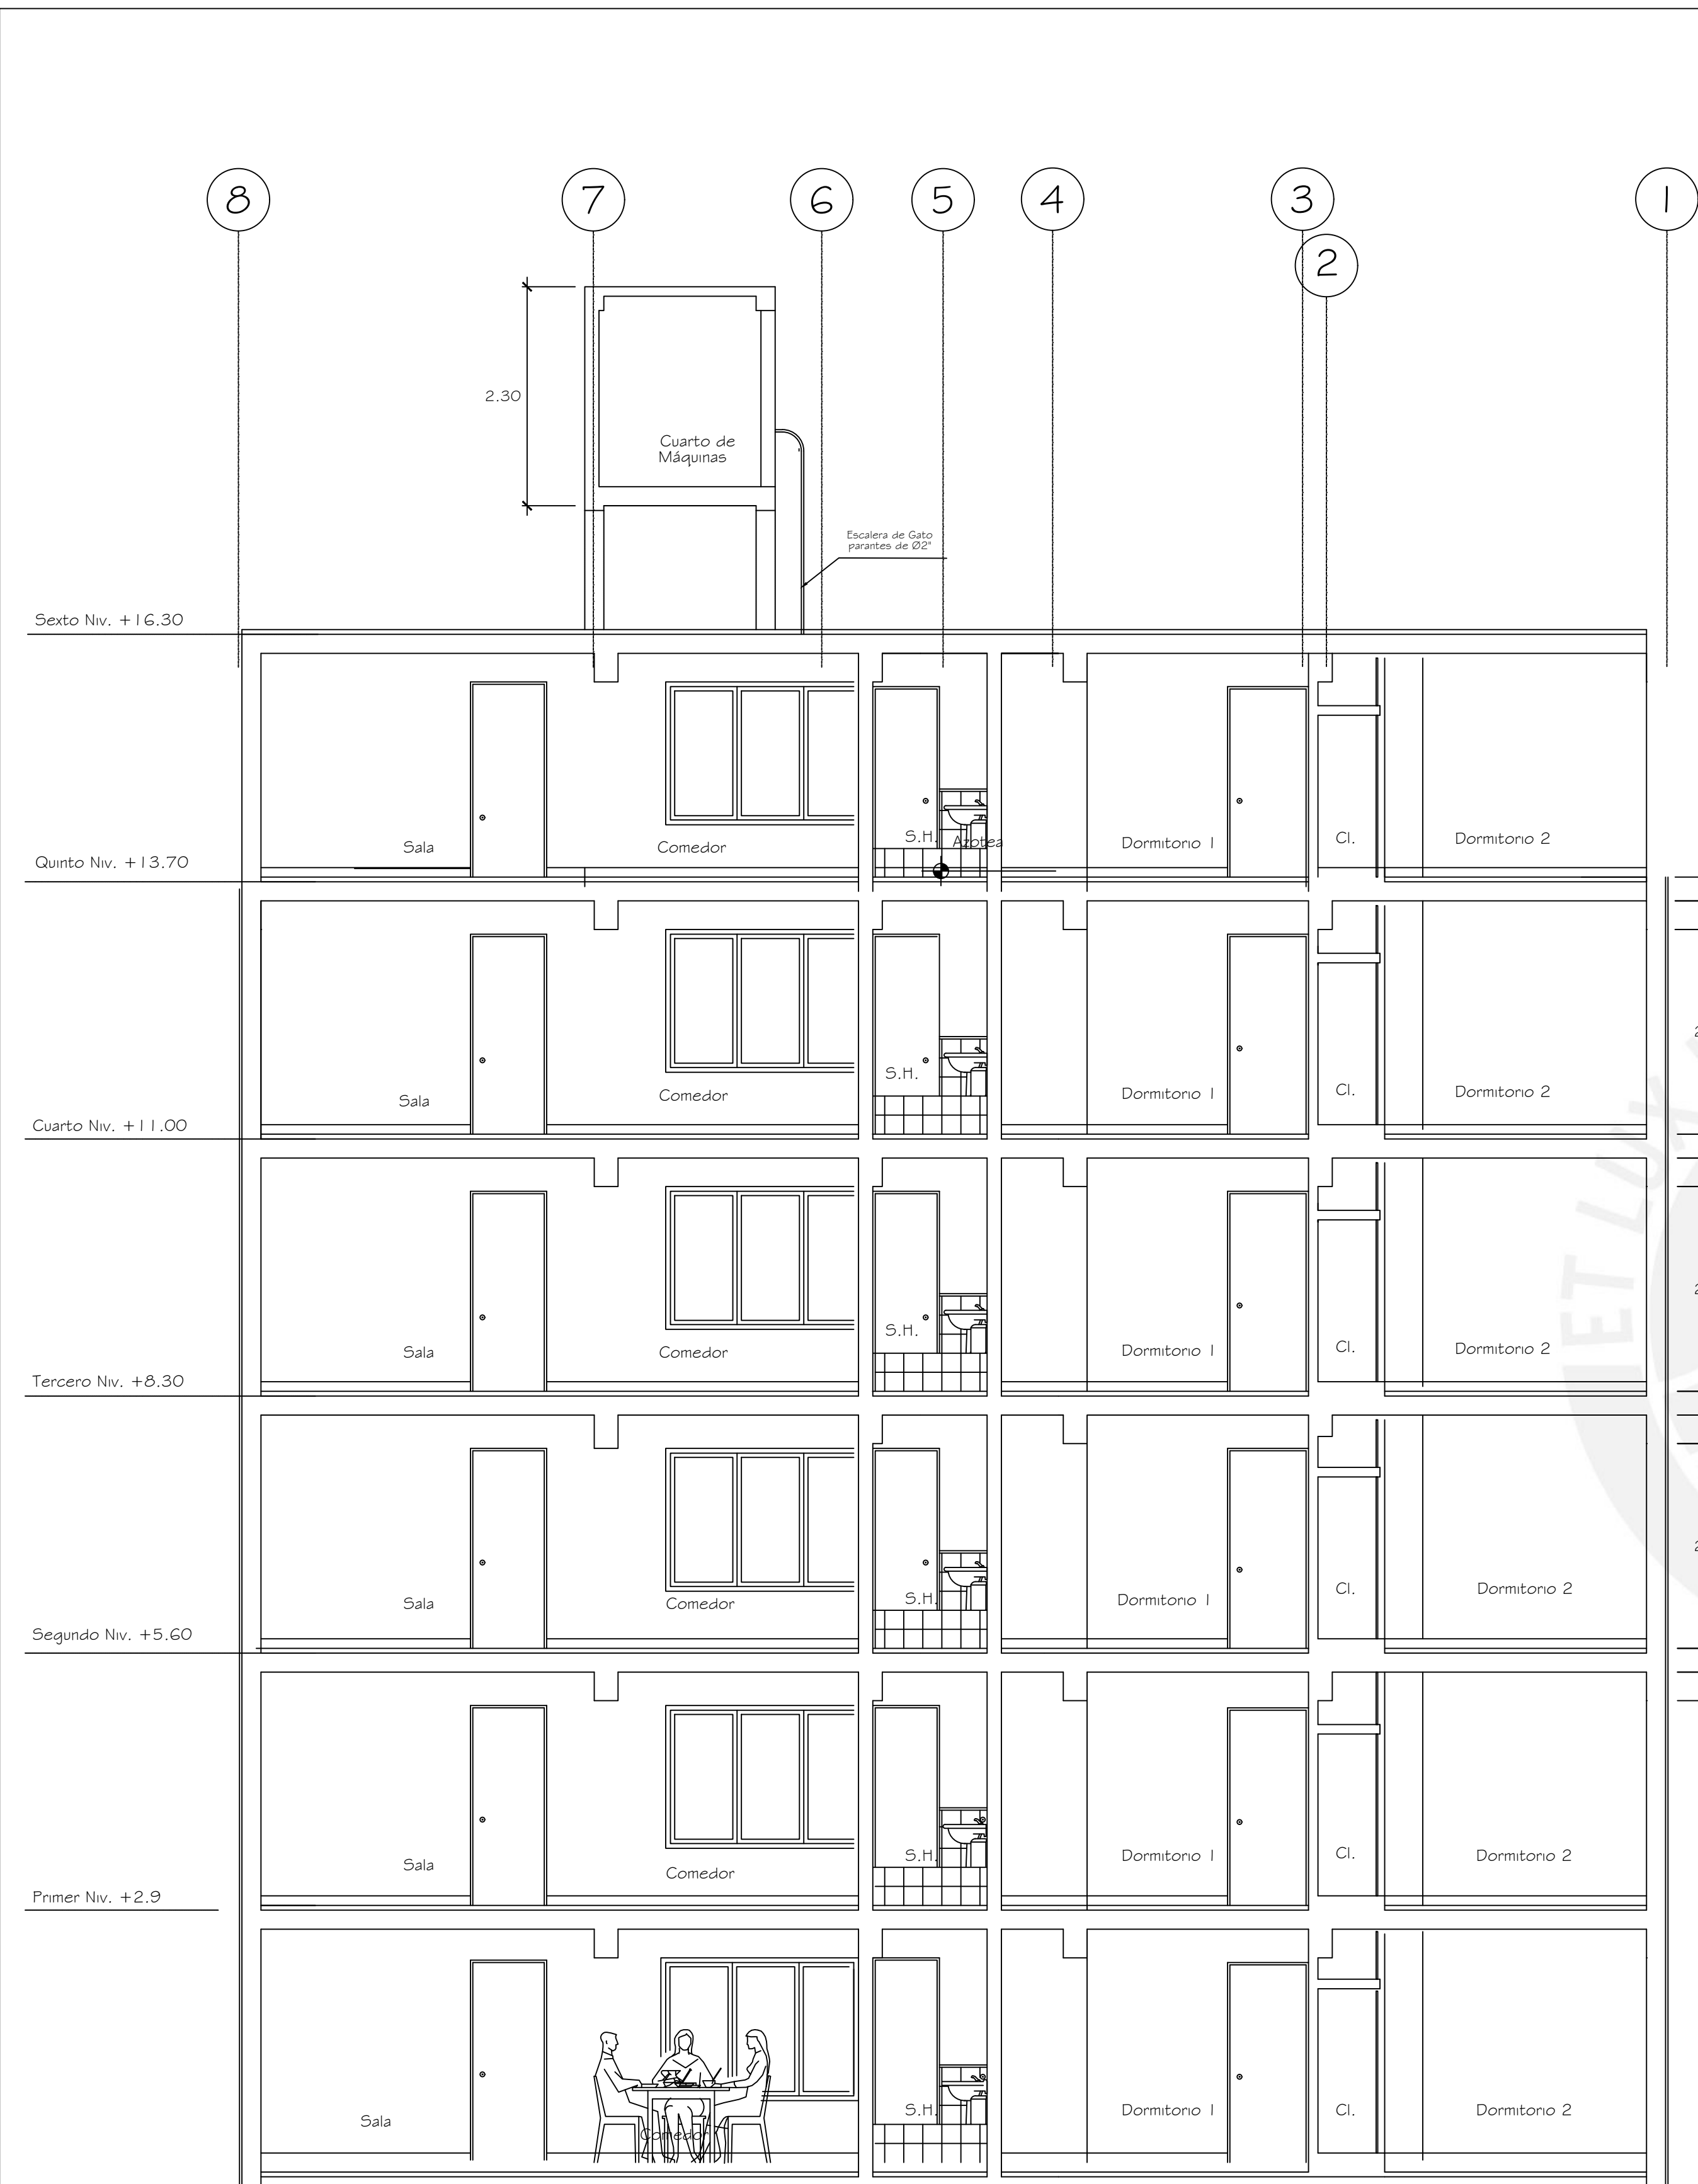 8 7 6 5 4 3 1
2
2.30
Cuarto de
Máquinas
Escalera de Gato
parantes de Ø2"
Sexto Niv. +16.30
Sala Comedor S.H. Azotea Dormitorio 1 Cl. Dormitorio 2
Quinto Niv. +13.70
Sala Comedor S.H. Dormitorio 1 Cl. Dormitorio 2
Cuarto Niv. +11.00
ET LUX
Sala Comedor S.H. Dormitorio 1 Cl. Dormitorio 2
Tercero Niv. +8.30
Sala Comedor S.H. Dormitorio 1 Cl. Dormitorio 2
Segundo Niv. +5.60
Sala Comedor S.H. Dormitorio 1 Cl. Dormitorio 2
Primer Niv. +2.9
Sala Comedor S.H. Dormitorio 1 Cl. Dormitorio 2